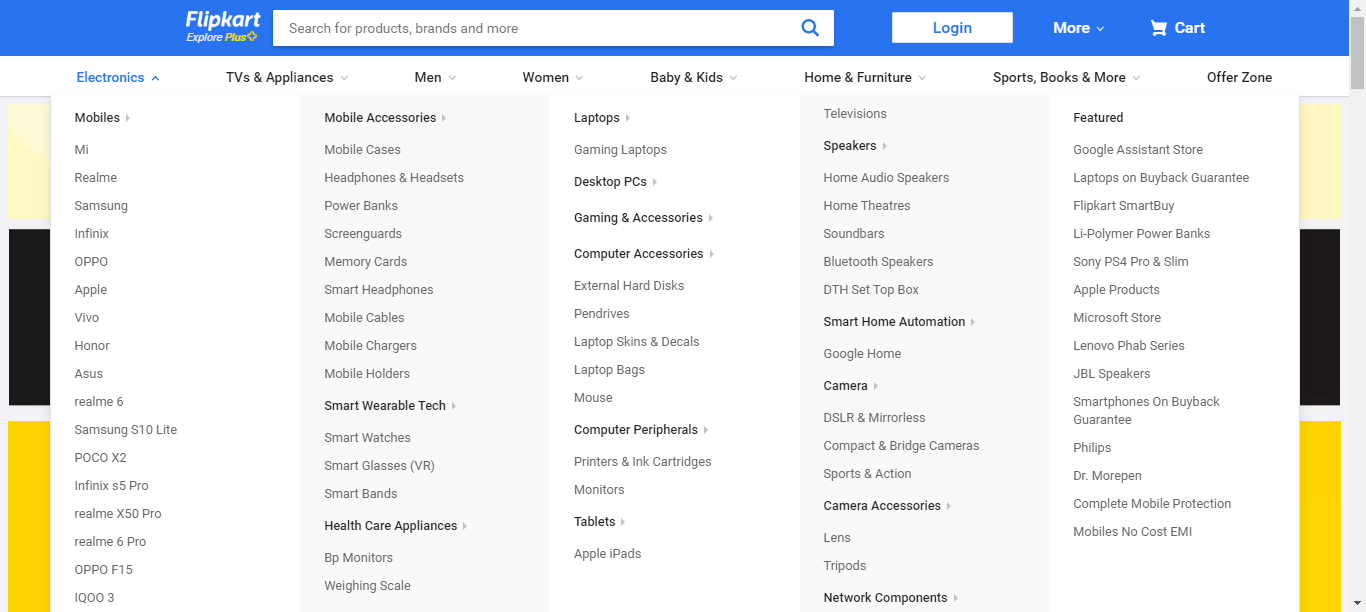 Flipkart
Explore Plus
Search for products, brands and more
Login
More
Cart
Electronics
TVs & Appliances
Men
Women
Baby & Kids
Home & Furniture
Sports, Books & More
Offer Zone
Mobiles
Mi
Realme
Samsung
Infinix
OPPO
Apple
Vivo
Honor
Asus
realme 6
Samsung S10 Lite
POCO X2
Infinix s5 Pro
realme X50 Pro
realme 6 Pro
OPPO F15
IQOO 3
Mobile Accessories
Mobile Cases
Headphones & Headsets
Power Banks
Screenguards
Memory Cards
Smart Headphones
Mobile Cables
Mobile Chargers
Mobile Holders
Smart Wearable Tech
Smart Watches
Smart Glasses (VR)
Smart Bands
Health Care Appliances
Bp Monitors
Weighing Scale
Laptops
Gaming Laptops
Desktop PCs
Gaming & Accessories
Computer Accessories
External Hard Disks
Pendrives
Laptop Skins & Decals
Laptop Bags
Mouse
Computer Peripherals
Printers & Ink Cartridges
Monitors
Tablets
Apple iPads
Televisions
Speakers
Home Audio Speakers
Home Theatres
Soundbars
Bluetooth Speakers
DTH Set Top Box
Smart Home Automation
Google Home
Camera
DSLR & Mirrorless
Compact & Bridge Cameras
Sports & Action
Camera Accessories
Lens
Tripods
Network Components
Featured
Google Assistant Store
Laptops on Buyback Guarantee
Flipkart SmartBuy
Li-Polymer Power Banks
Sony PS4 Pro & Slim
Apple Products
Microsoft Store
Lenovo Phab Series
JBL Speakers
Smartphones On Buyback
Guarantee
Philips
Dr. Morepen
Complete Mobile Protection
Mobiles No Cost EMI